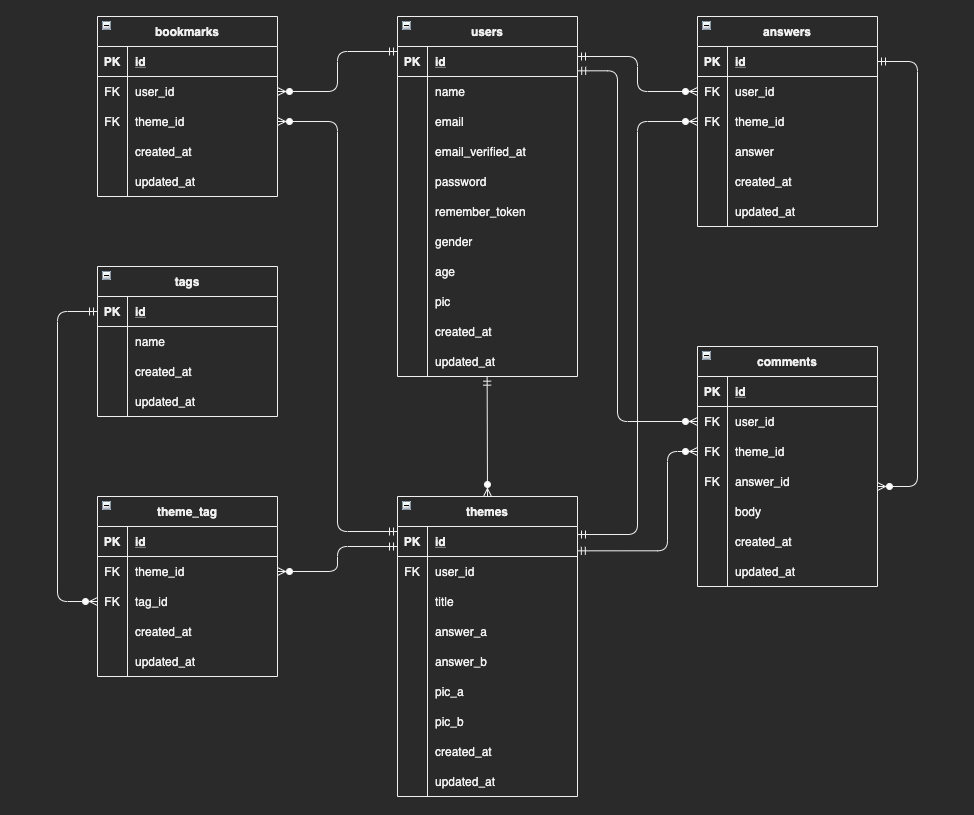 bookmarks
PK id
FK user_id
FK theme_id
created_at
updated_at
users
PK id
name
email
email_verified_at
password
remember_token
gender
age
pic
created_at
updated_at
answers
PK id
FK user_id
FK theme_id
answer
created_at
updated_at
tags
PK id
name
created_at
updated_at
comments
PK id
FK user_id
FK theme_id
FK answer_id
body
created_at
updated_at
theme_tag
PK id
FK theme_id
FK tag_id
created_at
updated_at
themes
PK id
FK user_id
title
answer_a
answer_b
pic_a
pic_b
created_at
updated_at